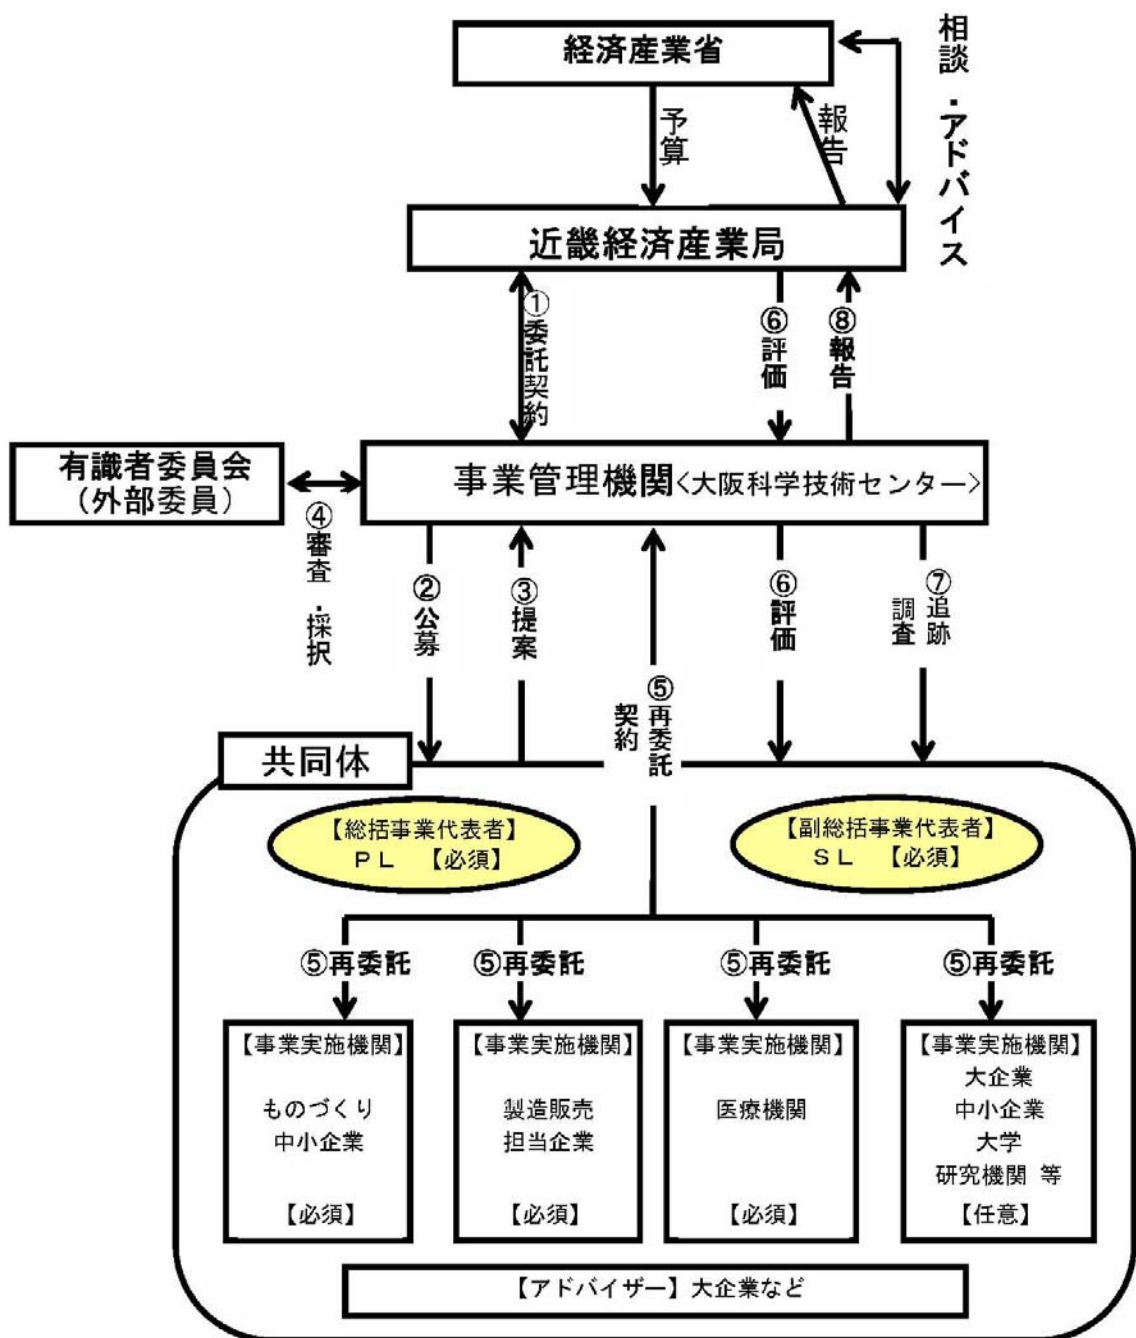 経済産業省
相談・アドバイス
予算
報告
近畿経済産業局
①委託契約
⑥評価
⑧報告
有識者委員会
(外部委員)
事業管理機関<大阪科学技術センター>
④審査・採択
②公募
③提案
⑤再委託
契約
⑥評価
⑦追跡
調査
共同体
【総括事業代表者】
PL 【必須】
【副総括事業代表者】
SL 【必須】
⑤再委託
⑤再委託
⑤再委託
⑤再委託
【事業実施機関】
ものづくり
中小企業
【必須】
【事業実施機関】
製造販売
担当企業
【必須】
【事業実施機関】
医療機関
【必須】
【事業実施機関】
大企業
中小企業
大学
研究機関 等
【任意】
【アドバイザー】大企業など